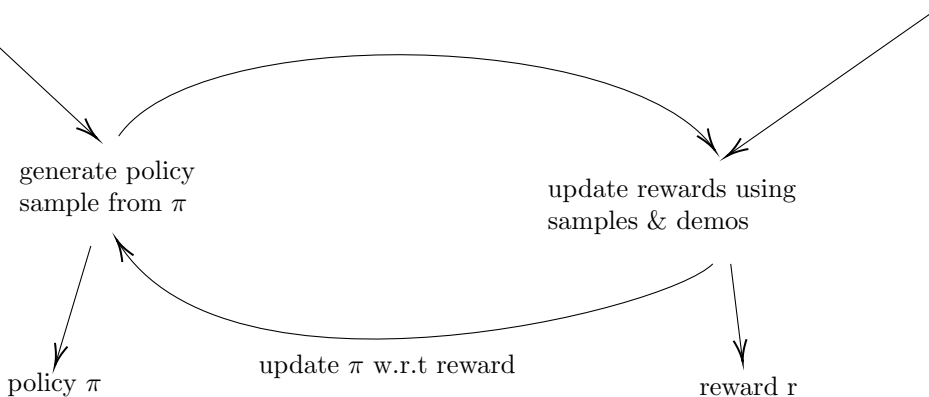 generate policy
sample from π
update rewards using
samples & demos
update π w.r.t reward
policy π
reward r